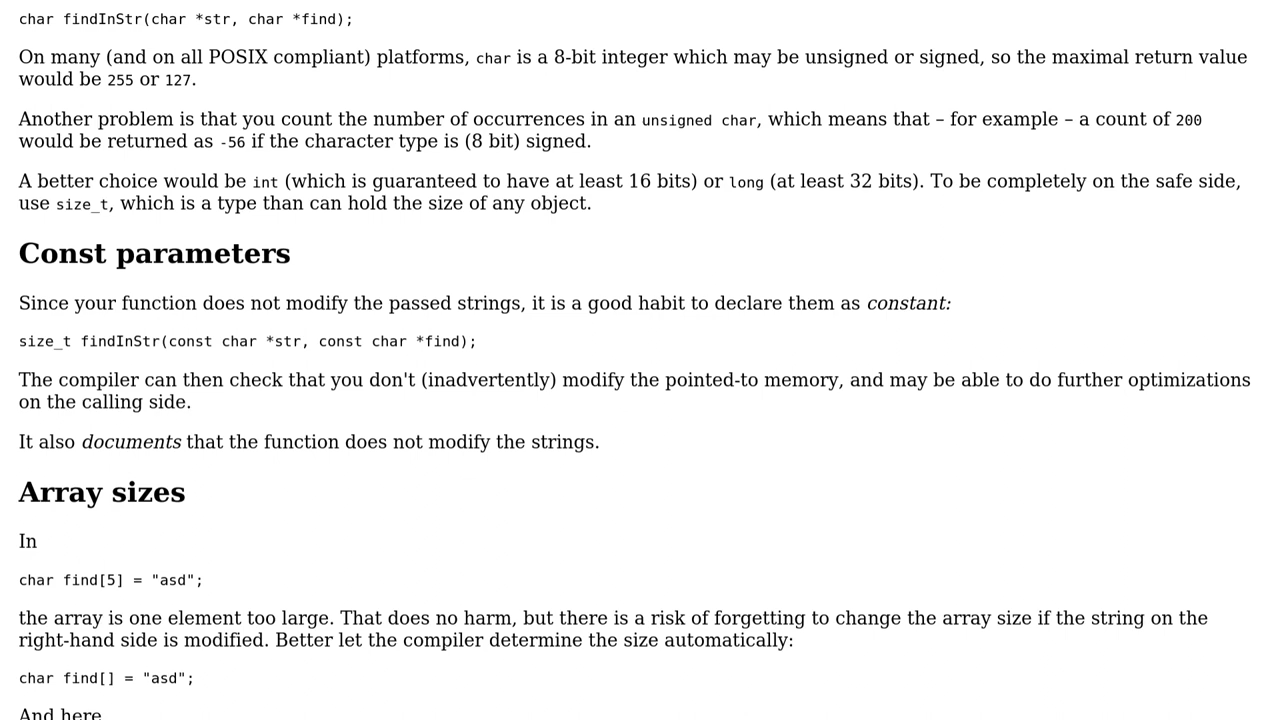 char findInStr(char *str, char *find);
On many (and on all POSIX compliant) platforms, char is a 8-bit integer which may be unsigned or signed, so the maximal return value
would be 255 or 127.
Another problem is that you count the number of occurrences in an unsigned char, which means that – for example – a count of 200
would be returned as -56 if the character type is (8 bit) signed.
A better choice would be int (which is guaranteed to have at least 16 bits) or long (at least 32 bits). To be completely on the safe side,
use size_t, which is a type than can hold the size of any object.
Const parameters
Since your function does not modify the passed strings, it is a good habit to declare them as constant:
size_t findInStr(const char *str, const char *find);
The compiler can then check that you don't (inadvertently) modify the pointed-to memory, and may be able to do further optimizations
on the calling side.
It also documents that the function does not modify the strings.
Array sizes
In
char find[5] = "asd";
the array is one element too large. That does no harm, but there is a risk of forgetting to change the array size if the string on the
right-hand side is modified. Better let the compiler determine the size automatically:
char find[] = "asd";
And here